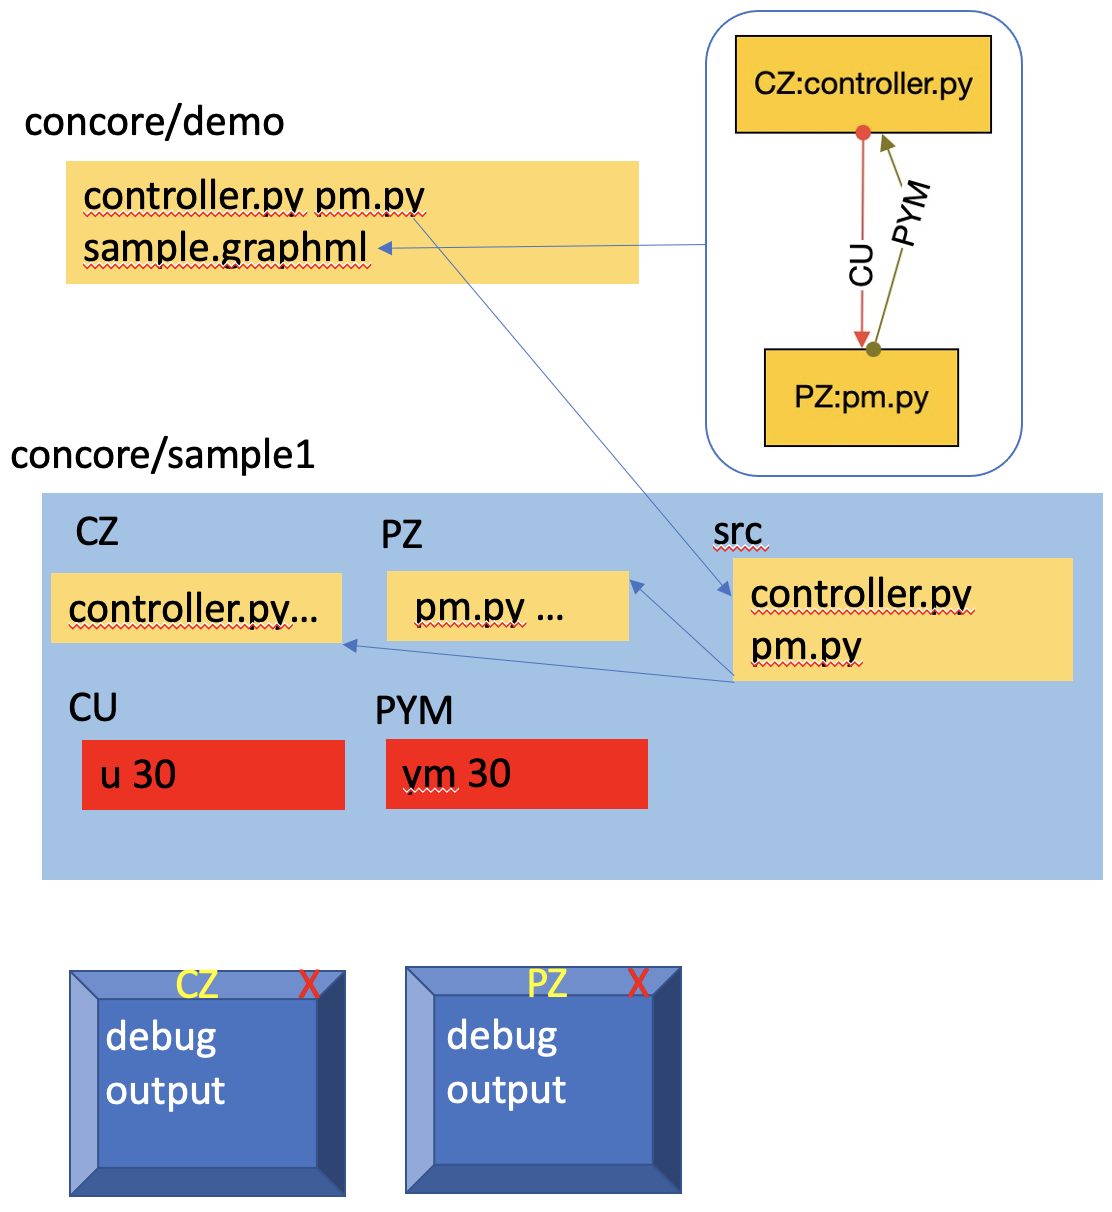 CZ:controller.py
concore/demo
controller.py pm.py
sample.graphml
CU
PYM
PZ:pm.py
concore/sample1
CZ
PZ
src
controller.py...
pm.py ...
controller.py
pm.py
CU
PYM
u 30
ym 30
CZ X
debug
output
PZ X
debug
output